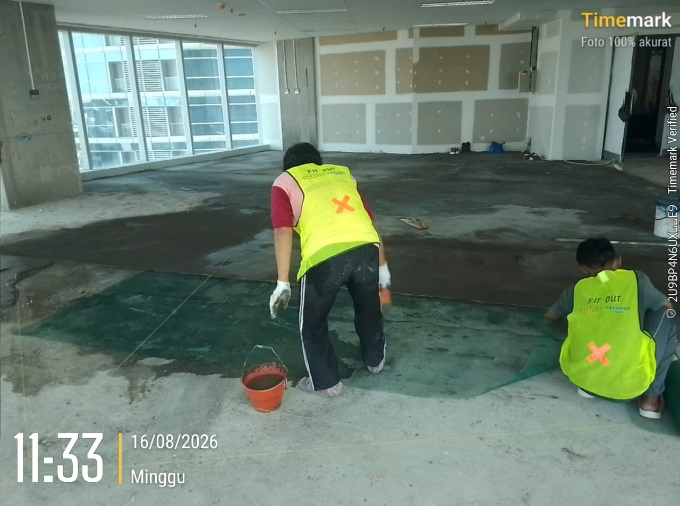 Timemark
Foto 100% akurat
FIT OUT
FIT OUT
11:33
16/08/2026
Minggu
Timemark Verified